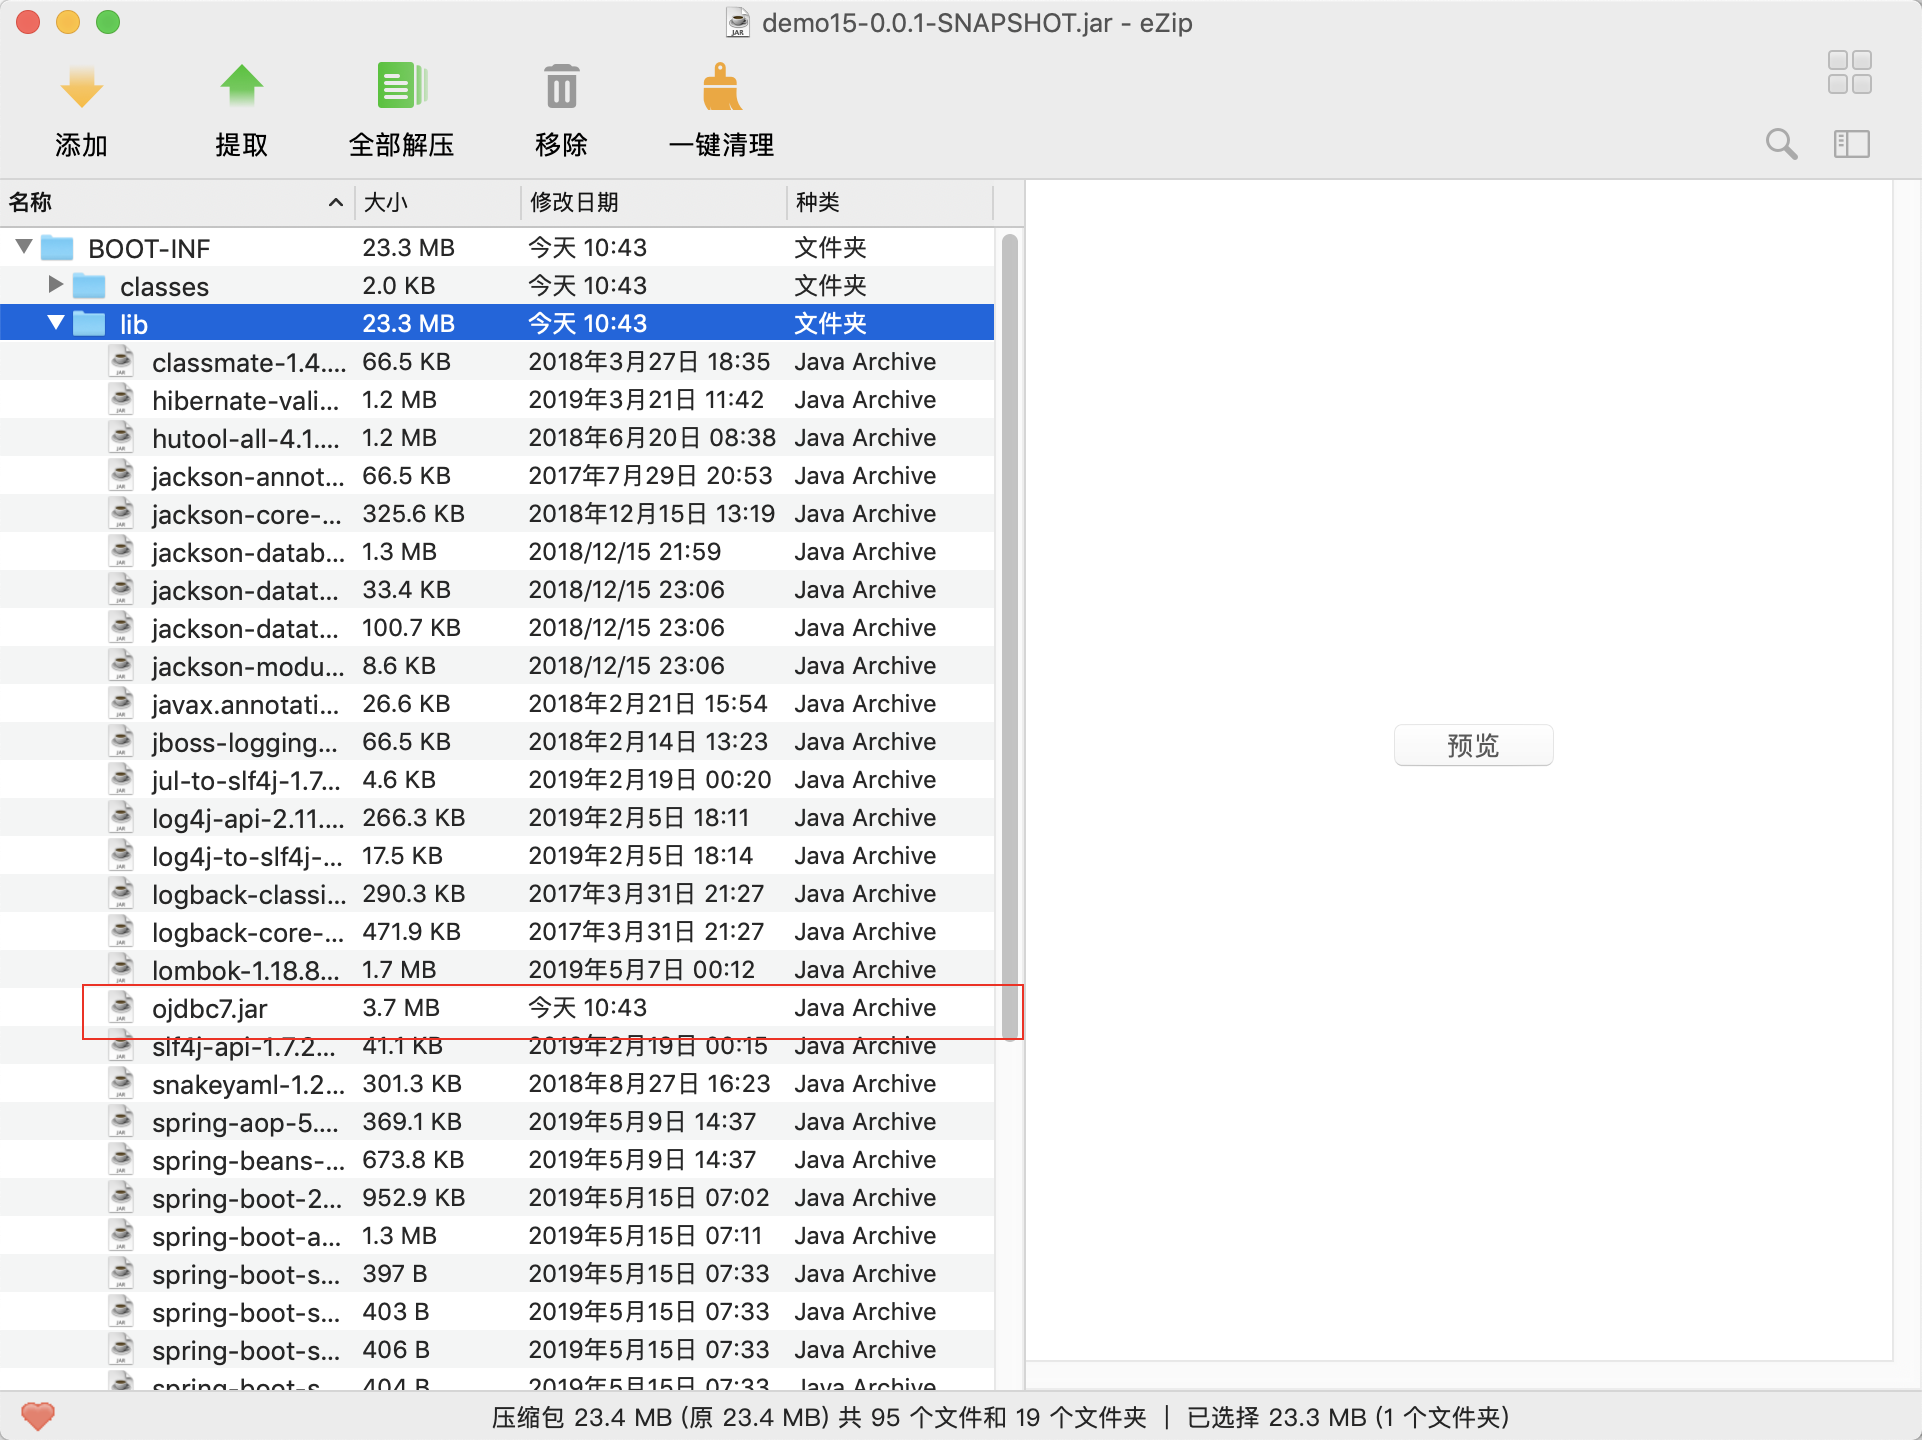 demo15-0.0.1-SNAPSHOT.jar - eZip
添加 提取 全部解压 移除 一键清理
名称 大小 修改日期 种类
BOOT-INF 23.3 MB 今天 10:43 文件夹
classes 2.0 KB 今天 10:43 文件夹
lib 23.3 MB 今天 10:43 文件夹
classmate-1.4.... 66.5 KB 2018年3月27日 18:35 Java Archive
hibernate-vali... 1.2 MB 2019年3月21日 11:42 Java Archive
hutool-all-4.1.... 1.2 MB 2018年6月20日 08:38 Java Archive
jackson-annot... 66.5 KB 2017年7月29日 20:53 Java Archive
jackson-core-... 325.6 KB 2018年12月15日 13:19 Java Archive
jackson-datab... 1.3 MB 2018/12/15 21:59 Java Archive
jackson-datat... 33.4 KB 2018/12/15 23:06 Java Archive
jackson-datat... 100.7 KB 2018/12/15 23:06 Java Archive
jackson-modu... 8.6 KB 2018/12/15 23:06 Java Archive
javax.annotati... 26.6 KB 2018年2月21日 15:54 Java Archive
jboss-logging... 66.5 KB 2018年2月14日 13:23 Java Archive
预览
jul-to-slf4j-1.7... 4.6 KB 2019年2月19日 00:20 Java Archive
log4j-api-2.11.... 266.3 KB 2019年2月5日 18:11 Java Archive
log4j-to-slf4j-... 17.5 KB 2019年2月5日 18:14 Java Archive
logback-classi... 290.3 KB 2017年3月31日 21:27 Java Archive
logback-core-... 471.9 KB 2017年3月31日 21:27 Java Archive
lombok-1.18.8... 1.7 MB 2019年5月7日 00:12 Java Archive
ojdbc7.jar 3.7 MB 今天 10:43 Java Archive
slf4j-api-1.7.2... 41.1 KB 2019年2月19日 00:15 Java Archive
snakeyaml-1.2... 301.3 KB 2018年8月27日 16:23 Java Archive
spring-aop-5.... 369.1 KB 2019年5月9日 14:37 Java Archive
spring-beans-... 673.8 KB 2019年5月9日 14:37 Java Archive
spring-boot-2... 952.9 KB 2019年5月15日 07:02 Java Archive
spring-boot-a... 1.3 MB 2019年5月15日 07:11 Java Archive
spring-boot-s... 397 B 2019年5月15日 07:33 Java Archive
spring-boot-s... 403 B 2019年5月15日 07:33 Java Archive
spring-boot-s... 406 B 2019年5月15日 07:33 Java Archive
spring-boot-s... 404 B 2019年5月15日 07:33 Java Archive
压缩包 23.4 MB (原 23.4 MB) 共 95 个文件和 19 个文件夹 | 已选择 23.3 MB (1 个文件夹)